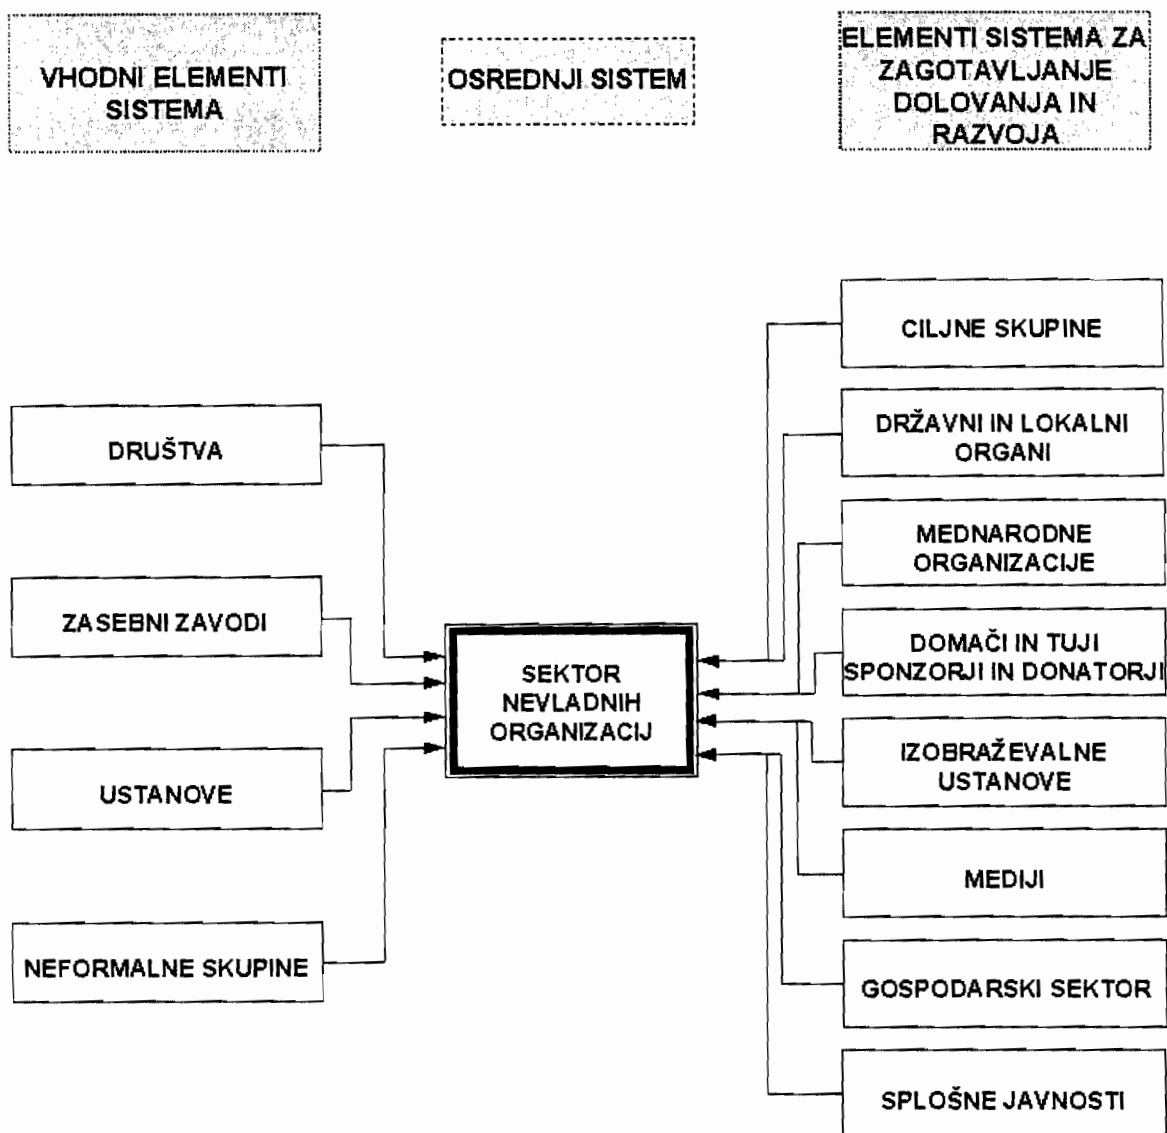 VHODNI ELEMENTI
SISTEMA
OSREDNJI SISTEM
ELEMENTI SISTEMA ZA
ZAGOTAVLJANJE
DOLOVANJA IN
RAZVOJA
DRUŠTVA
ZASEBNI ZAVODI
USTANOVE
NEFORMALNE SKUPINE
SEKTOR
NEVLADNIH
ORGANIZACIJ
CILJNE SKUPINE
DRŽAVNI IN LOKALNI
ORGANI
MEDNARODNE
ORGANIZACIJE
DOMAČI IN TUJI
SPONZORJI IN DONATORJI
IZOBRAŽEVALNE
USTANOVE
MEDIJI
GOSPODARSKI SEKTOR
SPLOŠNE JAVNOSTI